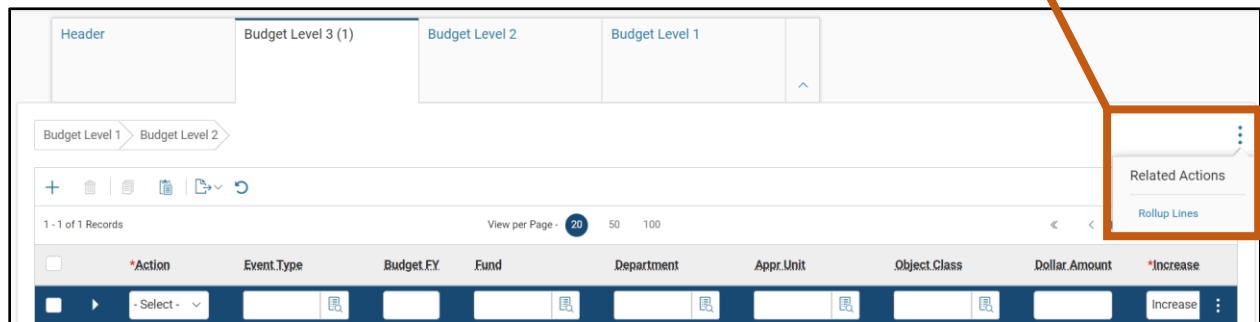 Header Budget Level 3 (1) Budget Level 2 Budget Level 1
Budget Level 1 Budget Level 2
Related Actions
Rollup Lines
1 - 1 of 1 Records View per Page - 20 50 100
*Action Event Type Budget FY Fund Department Appr Unit Object Class Dollar Amount *Increase
- Select - Increase